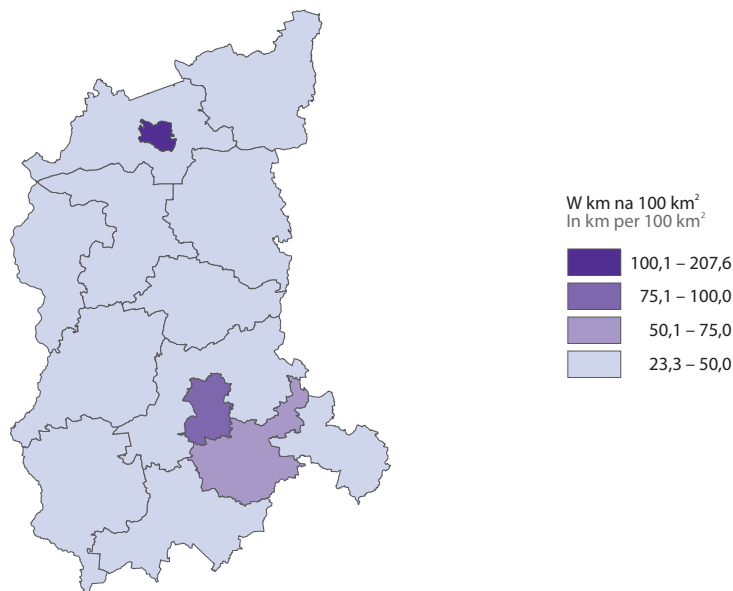 W km na 100 km²
In km per 100 km²
100,1 – 207,6
75,1 – 100,0
50,1 – 75,0
23,3 – 50,0